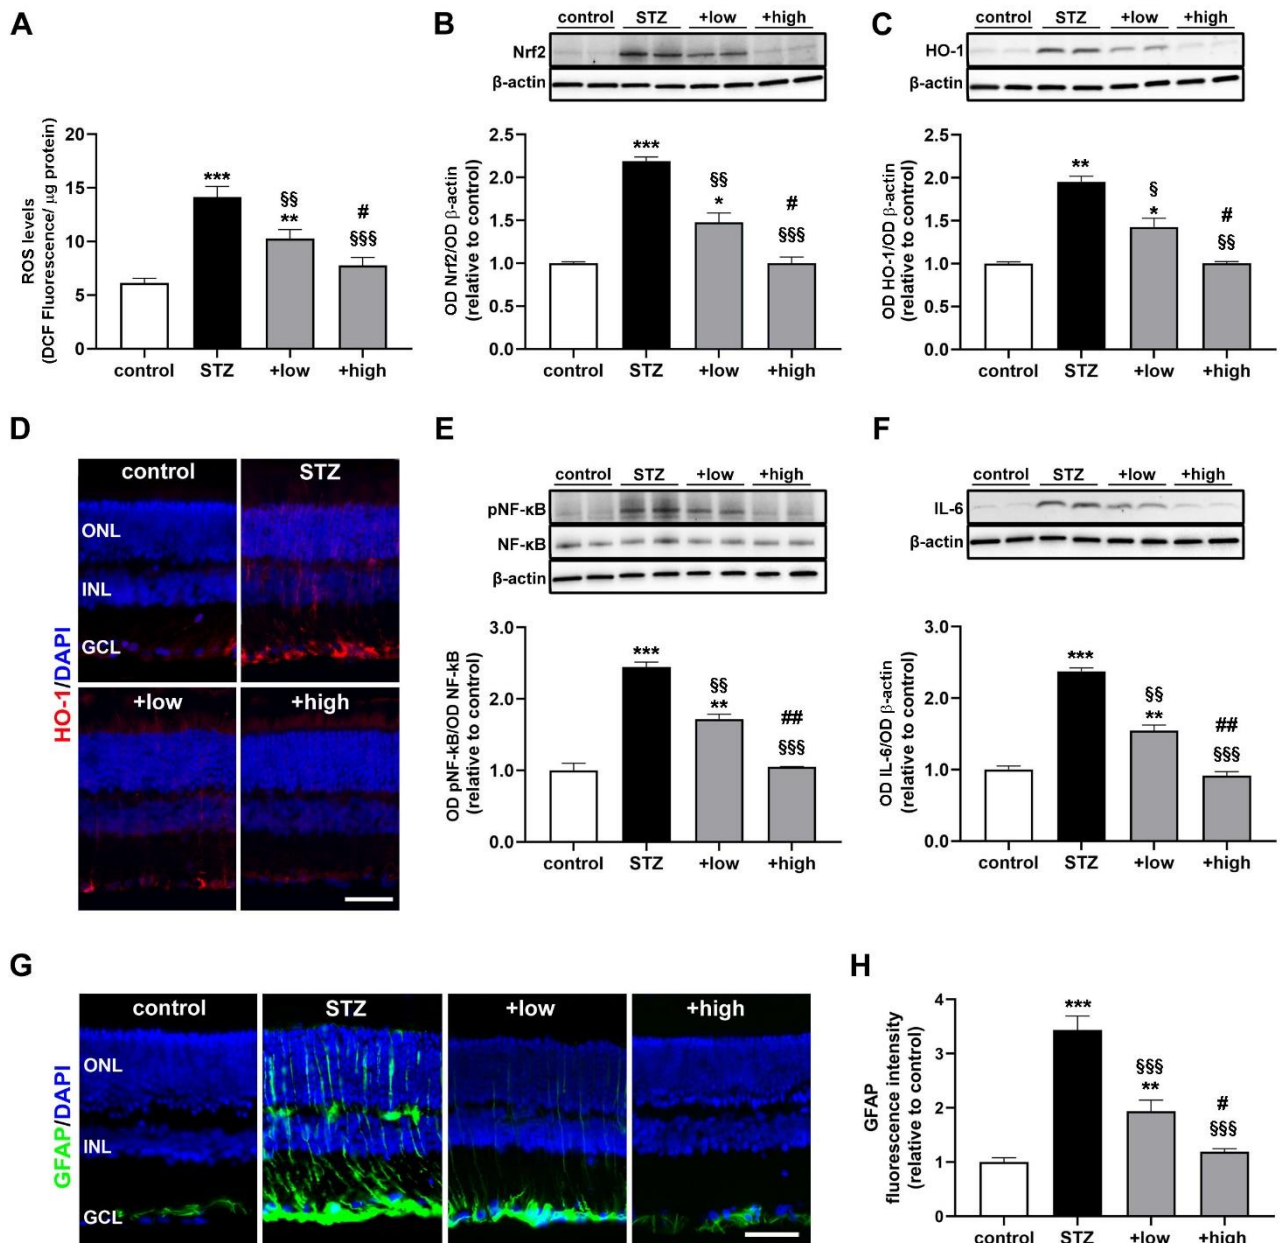 A
ROS levels
(DCF Fluorescence/ µg protein)
20
15
10
5
0
***
§§
**
#
§§§
control STZ +low +high
B
control STZ +low +high
Nrf2
β-actin
OD Nrf2/OD β-actin
(relative to control)
2.5
2.0
1.5
1.0
0.5
0.0
***
§§
*
#
§§§
control STZ +low +high
C
control STZ +low +high
HO-1
β-actin
OD HO-1/OD β-actin
(relative to control)
2.5
2.0
1.5
1.0
0.5
0.0
**
§
*
#
§§
control STZ +low +high
D
HO-1/DAPI
control STZ
ONL
INL
GCL
+low +high
E
control STZ +low +high
pNF-κB
NF-κB
β-actin
OD pNF-kB/OD NF-kB
(relative to control)
3.0
2.0
1.0
0.0
***
§§
**
##
§§§
control STZ +low +high
F
control STZ +low +high
IL-6
β-actin
OD IL-6/OD β-actin
(relative to control)
3.0
2.0
1.0
0.0
***
§§
**
##
§§§
control STZ +low +high
G
GFAP/DAPI
control STZ +low +high
ONL
INL
GCL
H
GFAP
fluorescence intensity
(relative to control)
4
3
2
1
0
***
§§§
**
#
§§§
control STZ +low +high